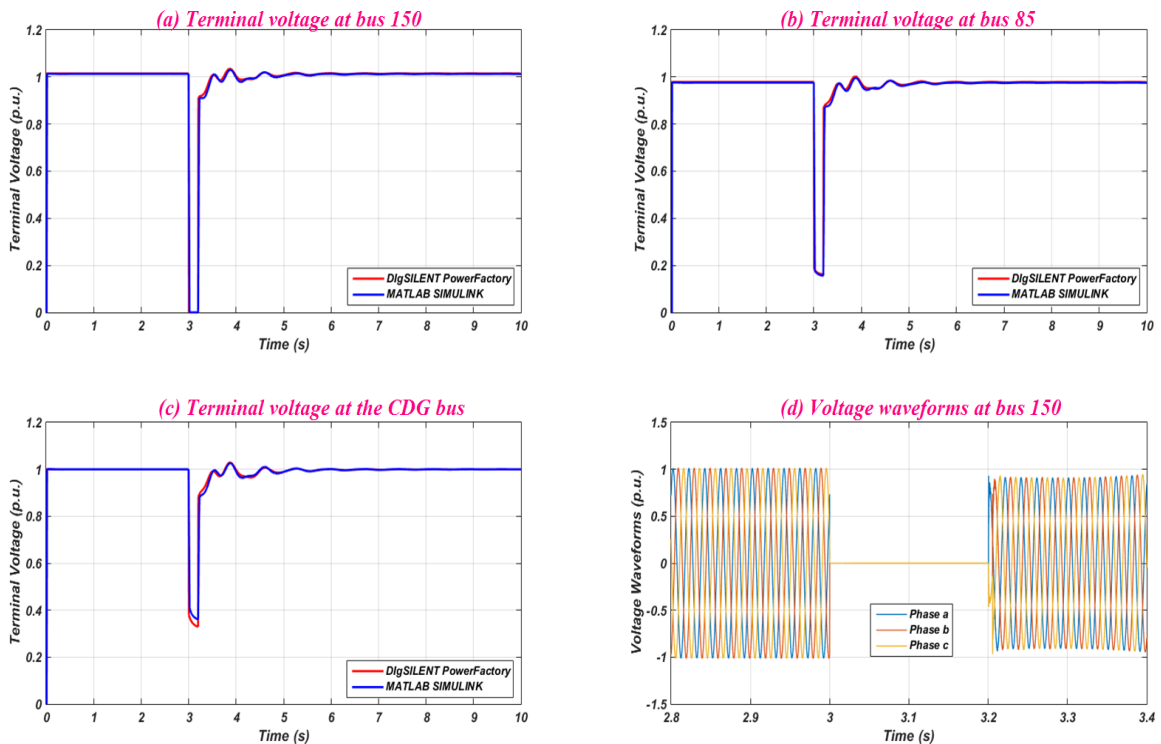 (a) Terminal voltage at bus 150
1.2
1
0.8
0.6
0.4
0.2
0
Terminal Voltage (p.u.)
DIgSILENT PowerFactory
MATLAB SIMULINK
0 1 2 3 4 5 6 7 8 9 10
Time (s)
(b) Terminal voltage at bus 85
1.2
1
0.8
0.6
0.4
0.2
0
Terminal Voltage (p.u.)
DIgSILENT PowerFactory
MATLAB SIMULINK
0 1 2 3 4 5 6 7 8 9 10
Time (s)
(c) Terminal voltage at the CDG bus
1.2
1
0.8
0.6
0.4
0.2
0
Terminal Voltage (p.u.)
DIgSILENT PowerFactory
MATLAB SIMULINK
0 1 2 3 4 5 6 7 8 9 10
Time (s)
(d) Voltage waveforms at bus 150
1.5
1
0.5
0
-0.5
-1
-1.5
Voltage Waveforms (p.u.)
Phase a
Phase b
Phase c
2.8 2.9 3 3.1 3.2 3.3 3.4
Time (s)